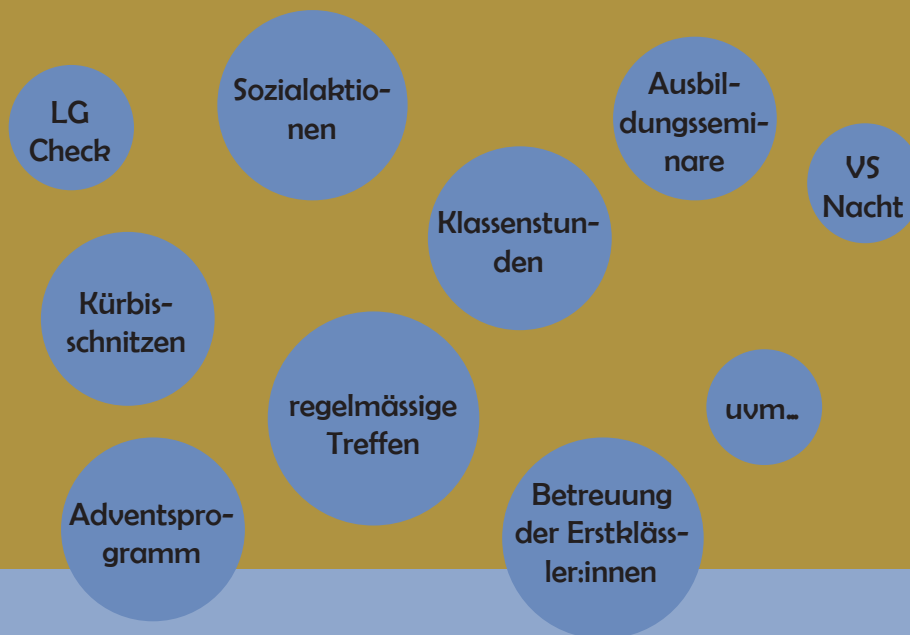 LG
Check
Sozialaktio-
nen
Ausbil-
dungssemi-
nare
VS
Nacht
Klassenstun-
den
Kürbis-
schnitzen
regelmässige
Treffen
uvm...
Adventspro-
gramm
Betreuung
der Erstkläss-
ler:innen